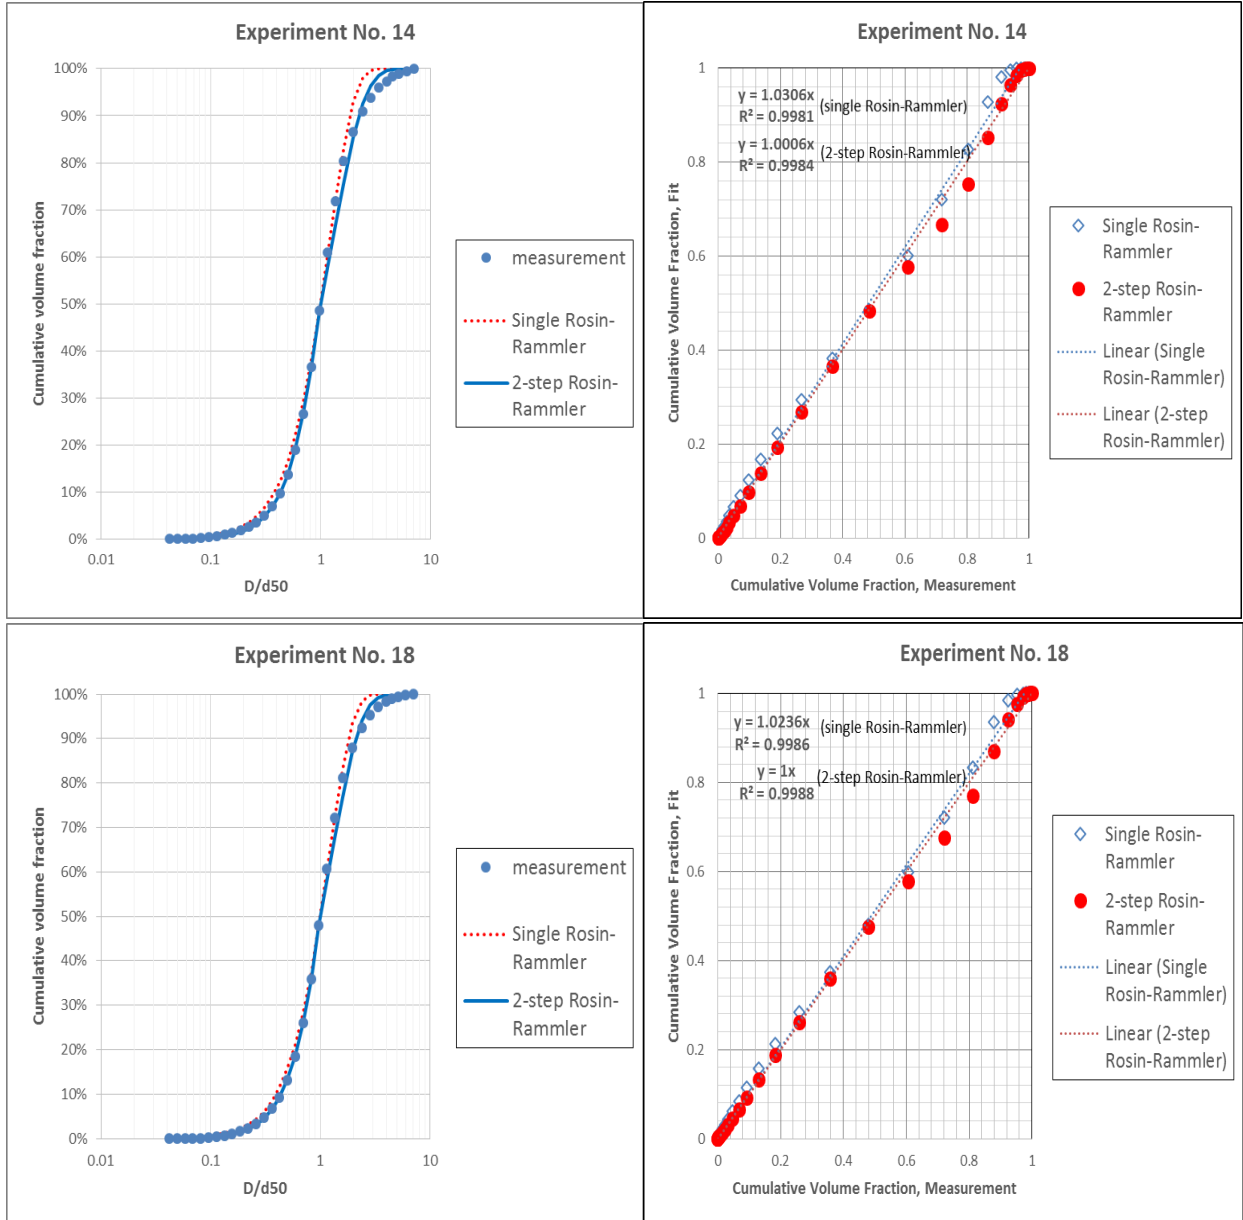 Experiment No. 14
100%
90%
80%
70%
60%
50%
40%
30%
20%
10%
0%
0.01
0.1
1
10
Cumulative volume fraction
D/d50
measurement
Single Rosin-
Rammler
2-step Rosin-
Rammler
Experiment No. 14
1
0.8
0.6
0.4
0.2
0
0
0.2
0.4
0.6
0.8
1
Cumulative Volume Fraction, Fit
Cumulative Volume Fraction, Measurement
y = 1.0306x (single Rosin-Rammler)
R² = 0.9981
y = 1.0006x (2-step Rosin-Rammler)
R² = 0.9984
Single Rosin-
Rammler
2-step Rosin-
Rammler
Linear (Single
Rosin-Rammler)
Linear (2-step
Rosin-Rammler)
Experiment No. 18
100%
90%
80%
70%
60%
50%
40%
30%
20%
10%
0%
0.01
0.1
1
10
Cumulative volume fraction
D/d50
measurement
Single Rosin-
Rammler
2-step Rosin-
Rammler
Experiment No. 18
1
0.8
0.6
0.4
0.2
0
0
0.2
0.4
0.6
0.8
1
Cumulative Volume Fraction, Fit
Cumulative Volume Fraction, Measurement
y = 1.0236x (single Rosin-Rammler)
R² = 0.9986
y = 1x (2-step Rosin-Rammler)
R² = 0.9988
Single Rosin-
Rammler
2-step Rosin-
Rammler
Linear (Single
Rosin-Rammler)
Linear (2-step
Rosin-Rammler)